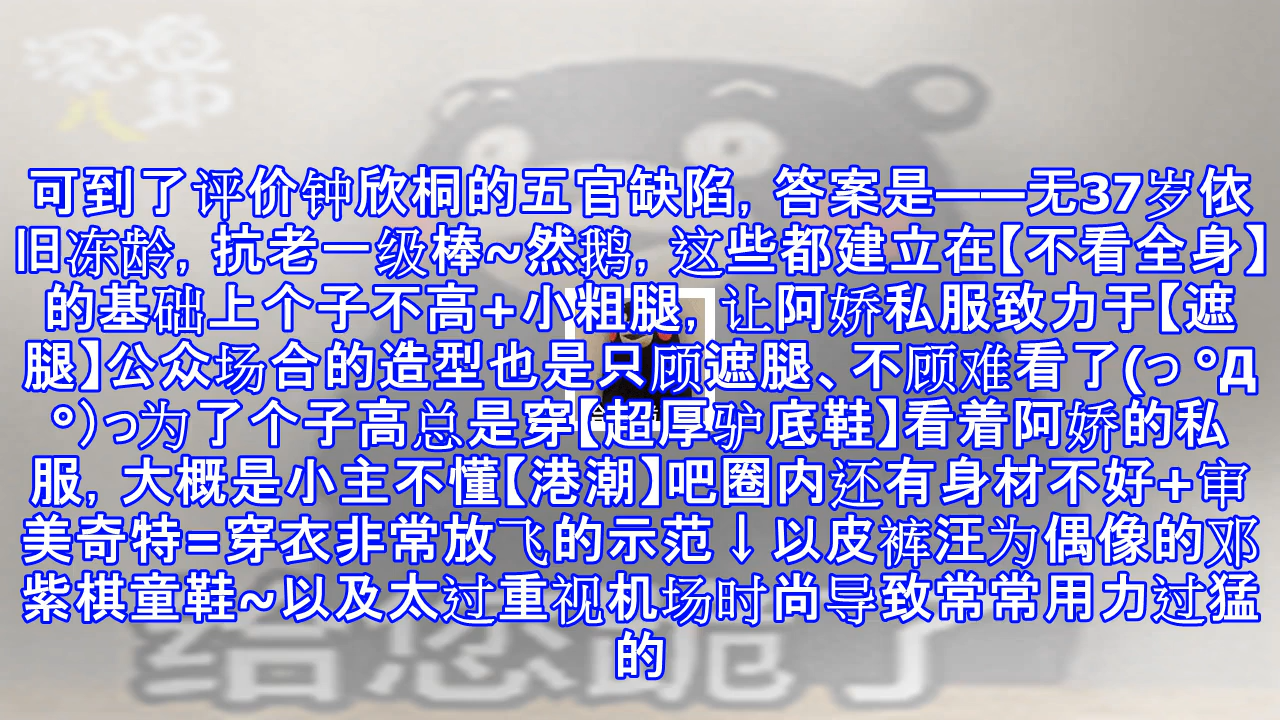 深夜八卦
可到了评价钟欣桐的五官缺陷, 答案是——无37岁依
旧冻龄, 抗老一级棒~然鹅, 这些都建立在【不看全身】
的基础上个子不高+小粗腿, 让阿娇私服致力于【遮
腿】公众场合的造型也是只顾遮腿、不顾难看了(っ °Д
°)っ为了个子高总是穿【超厚驴底鞋】看着阿娇的私
服, 大概是小主不懂【港潮】吧圈内还有身材不好+审
美奇特=穿衣非常放飞的示范↓以皮裤汪为偶像的邓
紫棋童鞋~以及太过重视机场时尚导致常常用力过猛
的
给您跪了